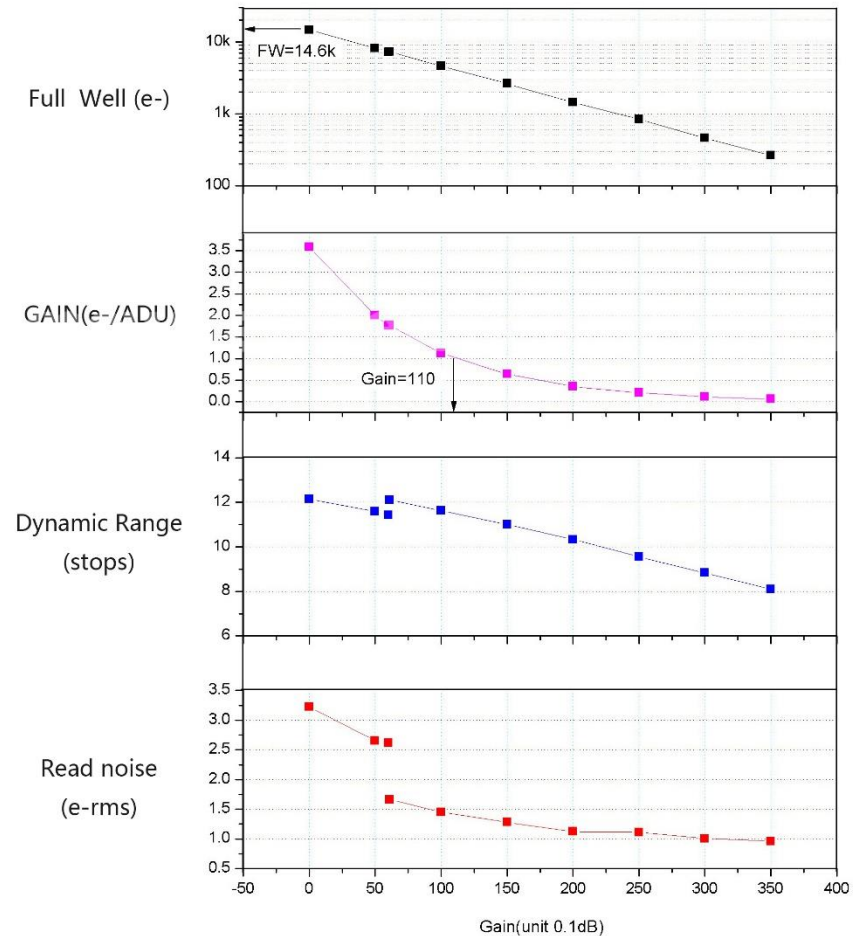 Full Well (e-)
10k
1k
100
FW=14.6k
GAIN(e-/ADU)
3.5
3.0
2.5
2.0
1.5
1.0
0.5
0.0
Gain=110
Dynamic Range
(stops)
14
12
10
8
6
Read noise
(e-rms)
3.5
3.0
2.5
2.0
1.5
1.0
0.5
-50 0 50 100 150 200 250 300 350 400
Gain(unit 0.1dB)